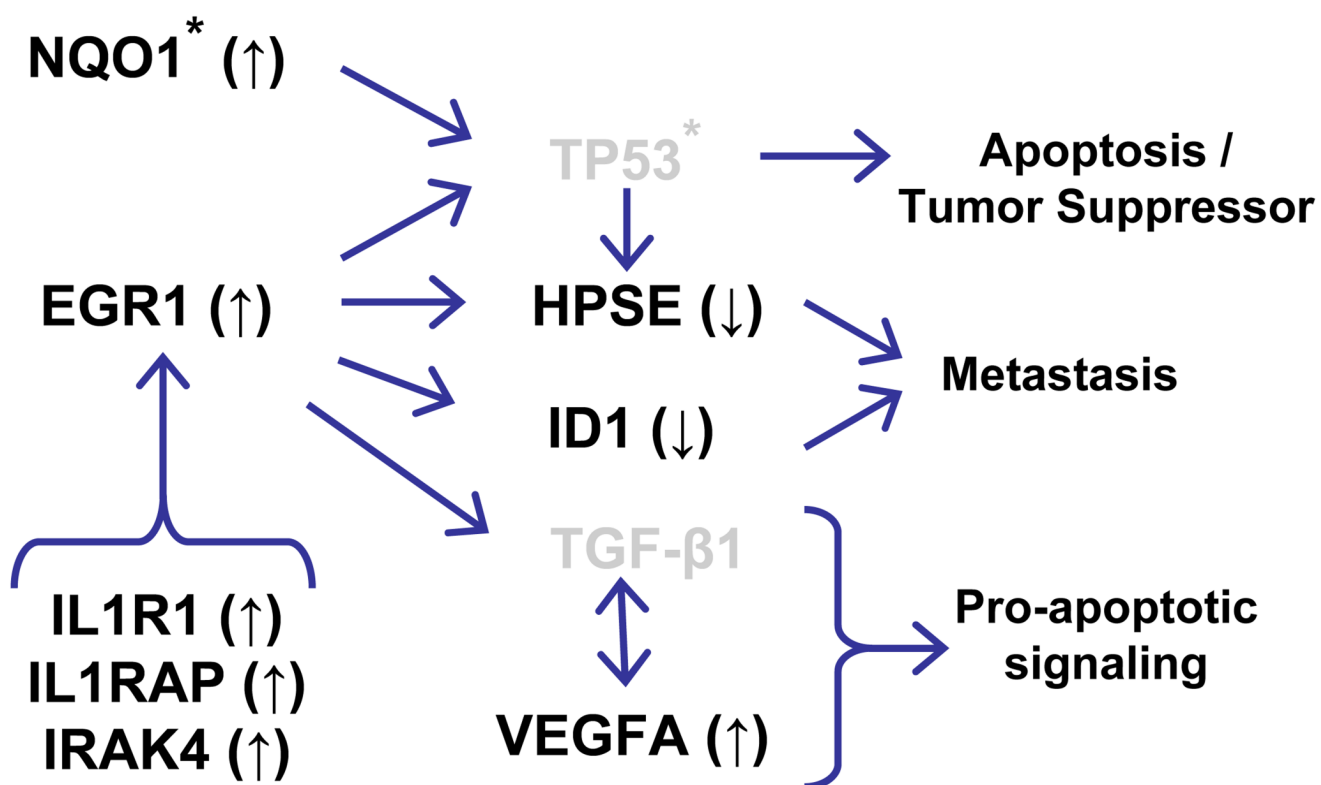 NQO1* (↑)
TP53*
Apoptosis /
Tumor Suppressor
EGR1 (↑)
HPSE (↓)
Metastasis
ID1 (↓)
TGF-β1
IL1R1 (↑)
IL1RAP (↑)
IRAK4 (↑)
VEGFA (↑)
Pro-apoptotic
signaling